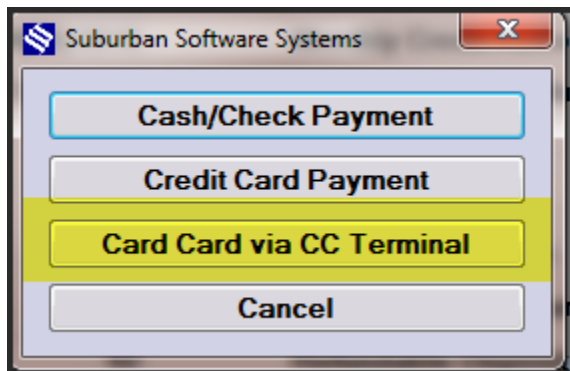 Suburban Software Systems
Cash/Check Payment
Credit Card Payment
Card Card via CC Terminal
Cancel